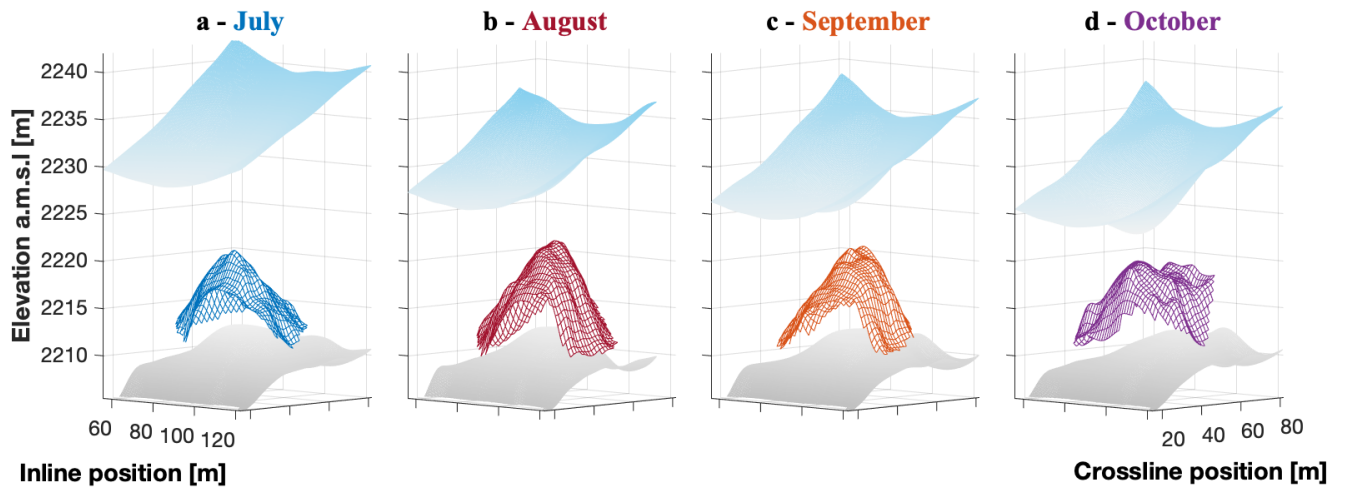 a - July
b - August
c - September
d - October
Elevation a.m.s.l [m]
2240
2235
2230
2225
2220
2215
2210
60 80 100 120
20 40 60 80
Inline position [m]
Crossline position [m]